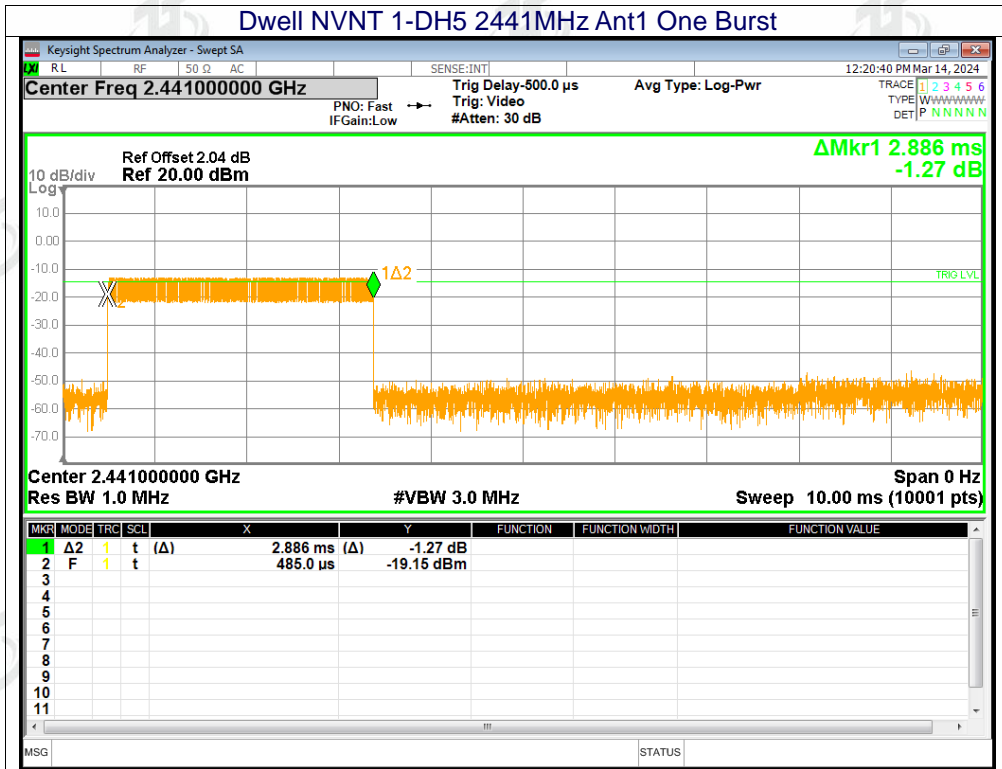 Dwell NVNT 1-DH5 2441MHz Ant1 One Burst
Keysight Spectrum Analyzer - Swept SA
LXI RL RF 50 Ω AC SENSE:INT 12:20:40 PM Mar 14, 2024
Center Freq 2.441000000 GHz Trig Delay-500.0 µs Avg Type: Log-Pwr TRACE 1 2 3 4 5 6
PNO: Fast Trig: Video TYPE WWWWWWW
IFGain:Low #Atten: 30 dB DET P N N N N N
ΔMkr1 2.886 ms
-1.27 dB
Ref Offset 2.04 dB
10 dB/div Ref 20.00 dBm
Log
10.0
0.00
-10.0
1Δ2
TRIG LVL
-20.0
2
-30.0
-40.0
-50.0
-60.0
-70.0
Center 2.441000000 GHz Span 0 Hz
Res BW 1.0 MHz #VBW 3.0 MHz Sweep 10.00 ms (10001 pts)
MKR MODE TRC SCL X Y FUNCTION FUNCTION WIDTH FUNCTION VALUE
1 Δ2 1 t (Δ) 2.886 ms (Δ) -1.27 dB
2 F 1 t 485.0 µs -19.15 dBm
3
4
5
6
7
8
9
10
11
MSG STATUS